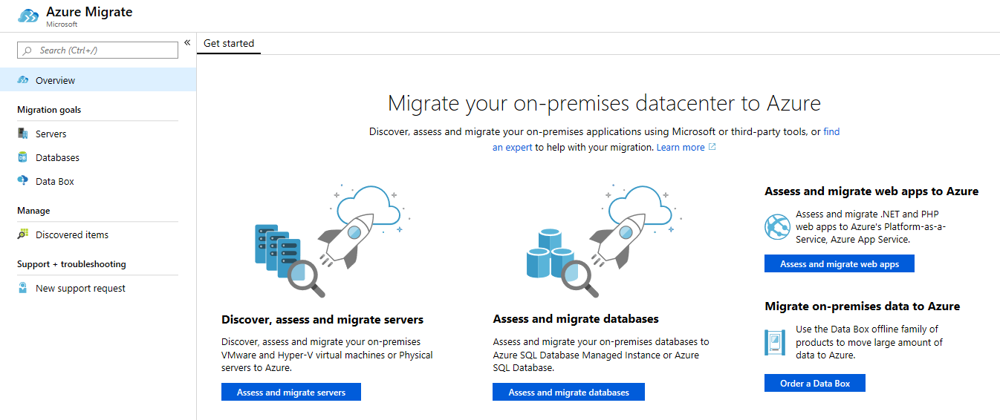 Azure Migrate
Microsoft
Search (Ctrl+/)
«
Overview
Migration goals
Servers
DB
Databases
Data Box
Manage
Discovered items
Support + troubleshooting
New support request
Get started
Migrate your on-premises datacenter to Azure
Discover, assess and migrate your on-premises applications using Microsoft or third-party tools, or find
an expert to help with your migration. Learn more
Discover, assess and migrate servers
Discover, assess and migrate your on-premises
VMware and Hyper-V virtual machines or Physical
servers to Azure.
Assess and migrate servers
Assess and migrate databases
Assess and migrate your on-premises databases to
Azure SQL Database Managed Instance or Azure
SQL Database.
Assess and migrate databases
Assess and migrate web apps to Azure
Assess and migrate .NET and PHP
web apps to Azure's Platform-as-a-
Service, Azure App Service.
Assess and migrate web apps
Migrate on-premises data to Azure
Use the Data Box offline family of
products to move large amount of
data to Azure.
Order a Data Box